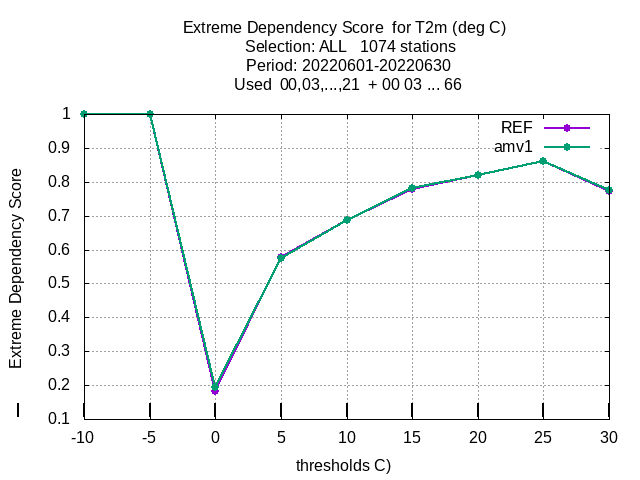 Extreme Dependency Score  for T2m (deg C)
Selection: ALL   1074 stations
Period: 20220601-20220630
Used  00,03,...,21  + 00 03 ... 66
REF
amv1
Extreme Dependency Score
1
0.9
0.8
0.7
0.6
0.5
0.4
0.3
0.2
0.1
-10 -5 0 5 10 15 20 25 30
thresholds C)